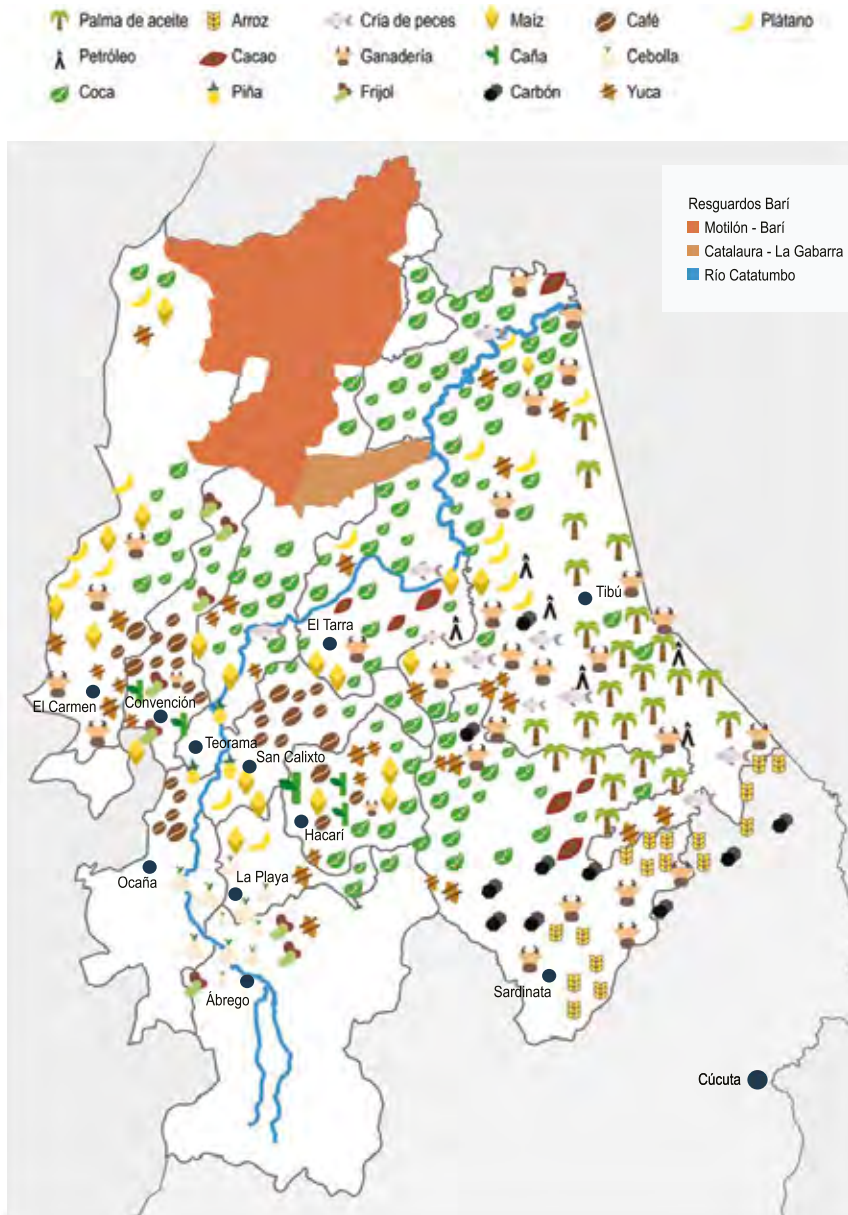 Palma de aceite
Arroz
Cría de peces
Maíz
Café
Plátano
Petróleo
Cacao
Ganadería
Caña
Cebolla
Coca
Piña
Frijol
Carbón
Yuca
Resguardos Barí
Motilón - Barí
Catalaura - La Gabarra
Río Catatumbo
Tibú
El Tarra
El Carmen
Convención
Teorama
San Calixto
Hacarí
Ocaña
La Playa
Ábrego
Sardinata
Cúcuta